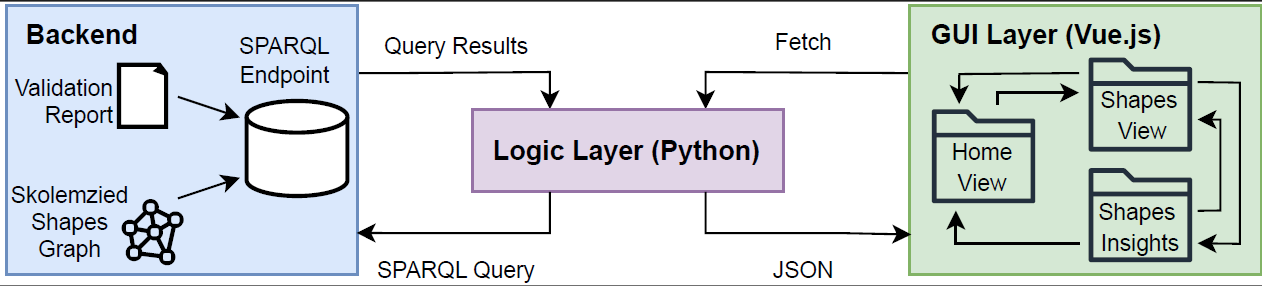 Backend
SPARQL
Endpoint
Validation
Report
Skolemzied
Shapes
Graph
Query Results
SPARQL Query
Logic Layer (Python)
Fetch
JSON
GUI Layer (Vue.js)
Home
View
Shapes
View
Shapes
Insights